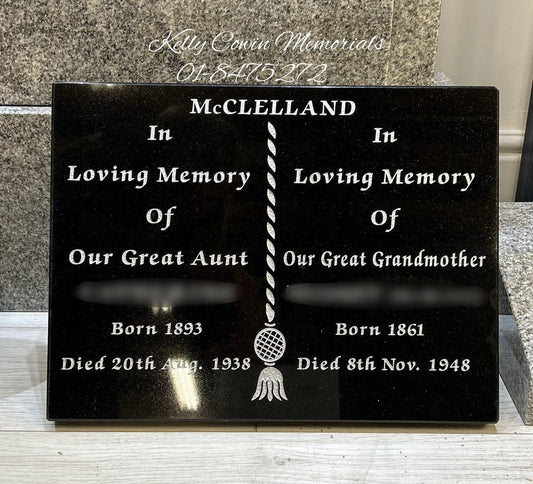 Kelly Cowin Memorials
01-8475272
McCLELLAND
In
Loving Memory
Of
Our Great Aunt
Born 1893
Died 20th Aug. 1938
In
Loving Memory
Of
Our Great Grandmother
Born 1861
Died 8th Nov. 1948